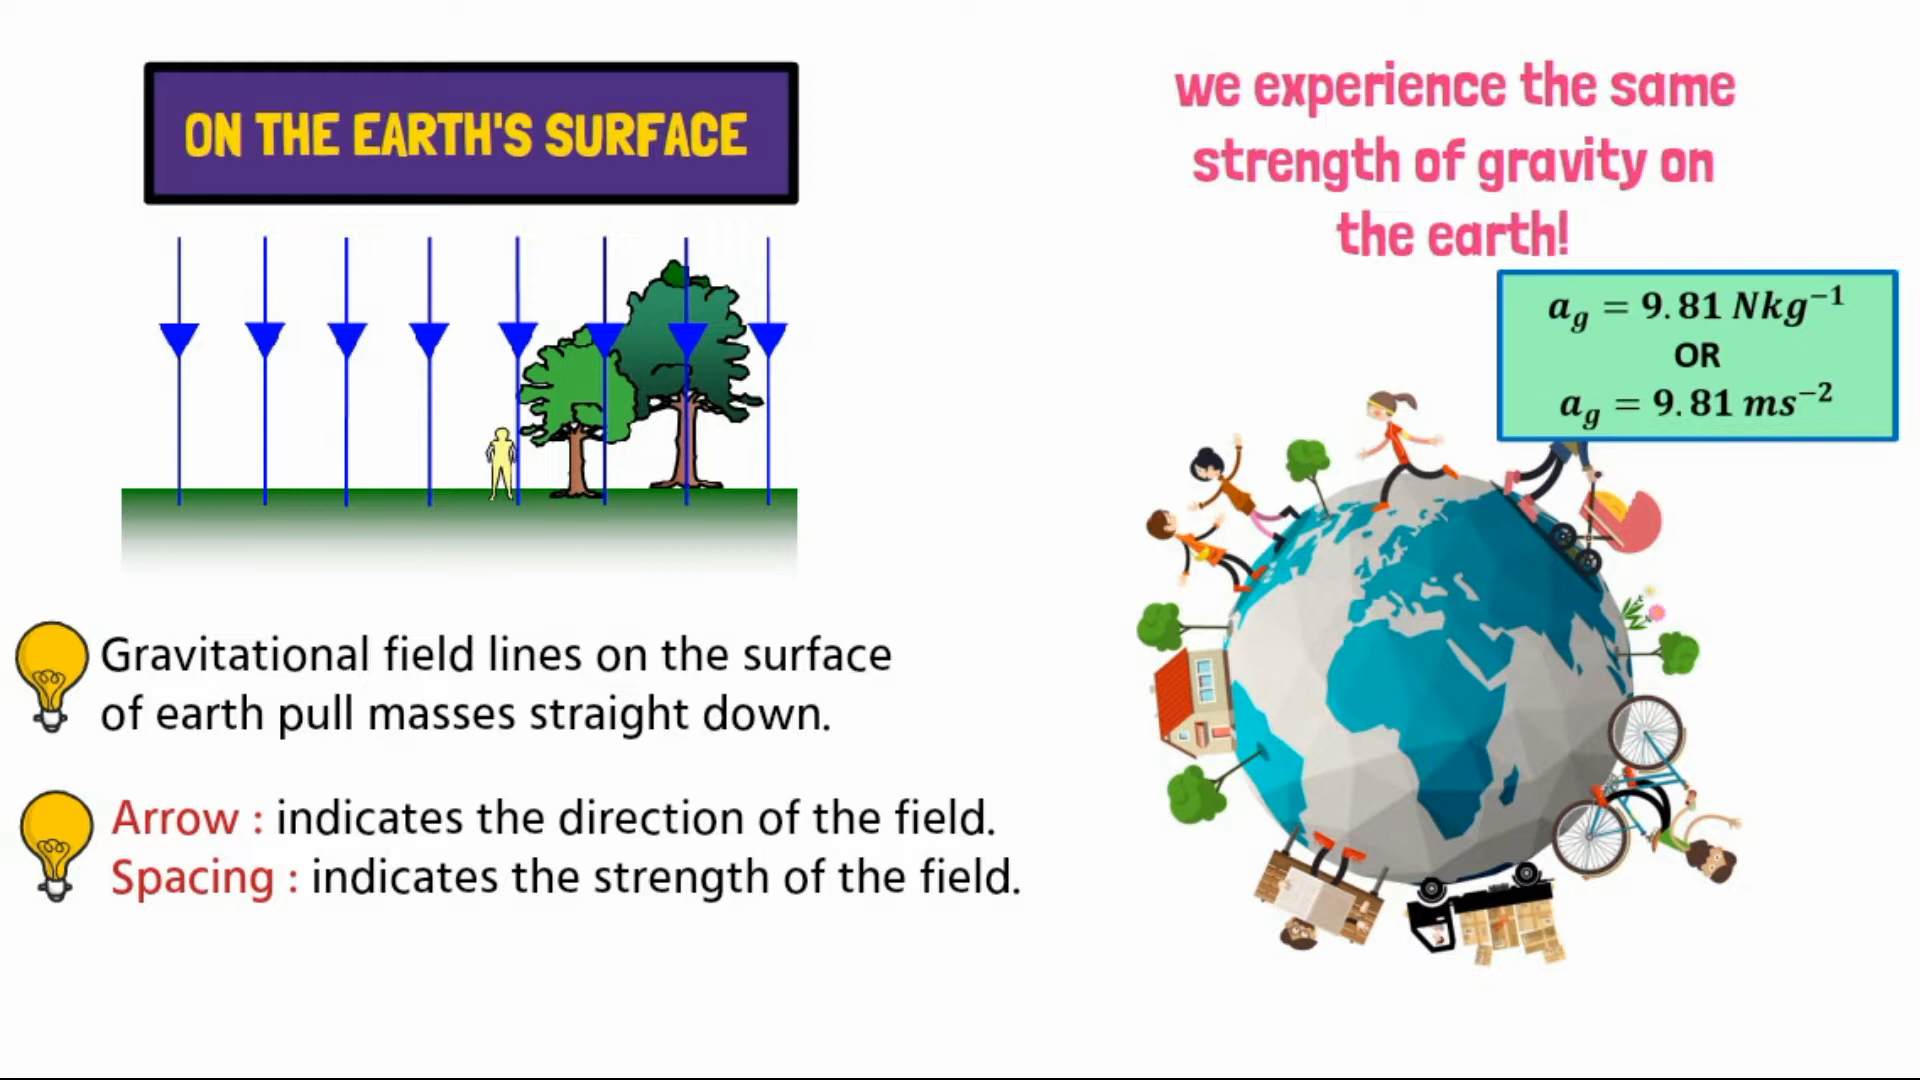 ON THE EARTH'S SURFACE
we experience the same
strength of gravity on
the earth!
a_g = 9.81 Nkg⁻¹
OR
a_g = 9.81 ms⁻²
Gravitational field lines on the surface
of earth pull masses straight down.
Arrow : indicates the direction of the field.
Spacing : indicates the strength of the field.